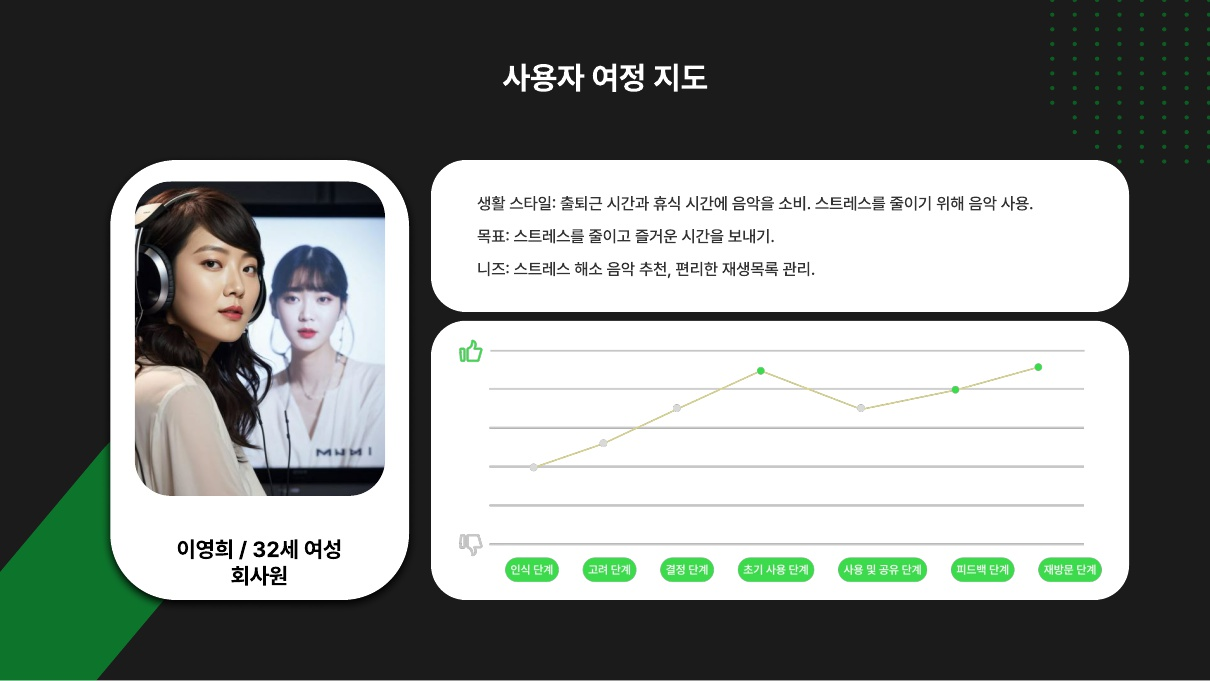 사용자 여정 지도
생활 스타일: 출퇴근 시간과 휴식 시간에 음악을 소비. 스트레스를 줄이기 위해 음악 사용.
목표: 스트레스를 줄이고 즐거운 시간을 보내기.
니즈: 스트레스 해소 음악 추천, 편리한 재생목록 관리.
이영희 / 32세 여성
회사원
인식 단계
고려 단계
결정 단계
초기 사용 단계
사용 및 공유 단계
피드백 단계
재방문 단계